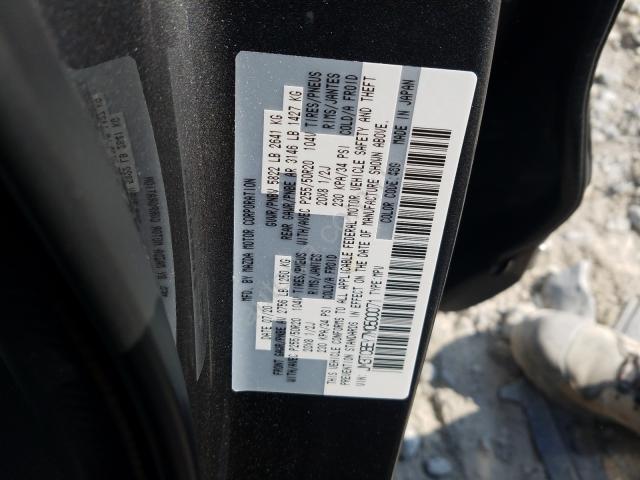 MFD. BY MAZDA MOTOR CORPORATION
DATE 07/20 GVWR/PNBV 5822 LB 2641 KG
FRONT GAWR/PNBE AV 2756 LB 1250 KG REAR GAWR/PNBE AR 3146 LB 1427 KG
WITH/AVEC P255/50R20 104V TIRES/PNEUS WITH/AVEC P255/50R20 104V TIRES/PNEUS
20X8 1/2J RIMS/JANTES 20X8 1/2J RIMS/JANTES
230 KPA/34 PSI COLD/A FROID 230 KPA/34 PSI COLD/A FROID
THIS VEHICLE CONFORMS TO ALL APPLICABLE FEDERAL MOTOR VEHICLE SAFETY AND THEFT
PREVENTION STANDARDS IN EFFECT ON THE DATE OF MANUFACTURE SHOWN ABOVE.
VIN: TYPE: MPV COLOR CODE MADE IN JAPAN